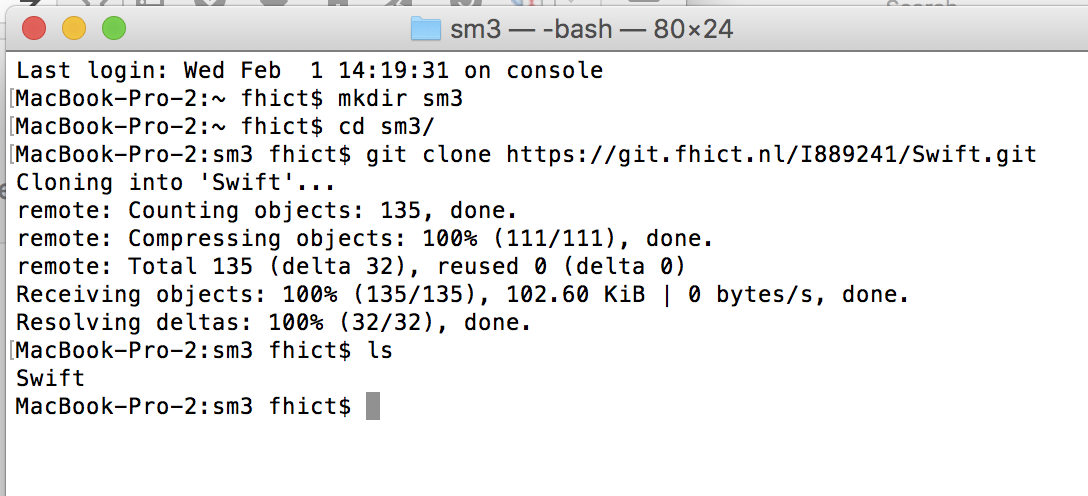 Search
sm3 — -bash — 80×24
Last login: Wed Feb  1 14:19:31 on console
[MacBook-Pro-2:~ fhict$ mkdir sm3
[MacBook-Pro-2:~ fhict$ cd sm3/
[MacBook-Pro-2:sm3 fhict$ git clone https://git.fhict.nl/I889241/Swift.git
Cloning into 'Swift'...
remote: Counting objects: 135, done.
remote: Compressing objects: 100% (111/111), done.
remote: Total 135 (delta 32), reused 0 (delta 0)
Receiving objects: 100% (135/135), 102.60 KiB | 0 bytes/s, done.
Resolving deltas: 100% (32/32), done.
[MacBook-Pro-2:sm3 fhict$ ls
Swift
MacBook-Pro-2:sm3 fhict$